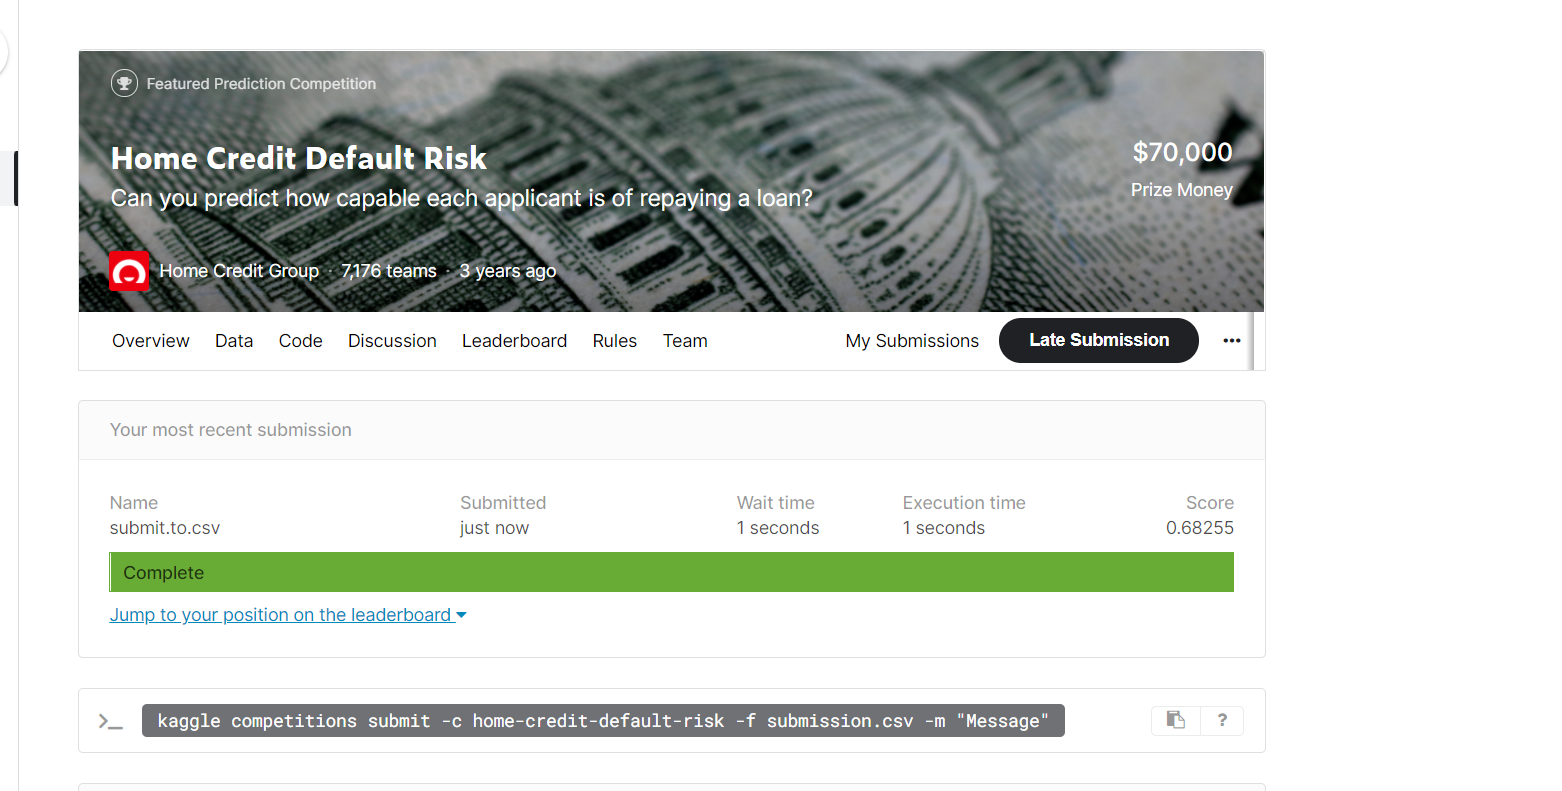 Featured Prediction Competition
Home Credit Default Risk
Can you predict how capable each applicant is of repaying a loan?
$70,000
Prize Money
Home Credit Group · 7,176 teams · 3 years ago
Overview Data Code Discussion Leaderboard Rules Team My Submissions Late Submission •••
Your most recent submission
Name Submitted Wait time Execution time Score
submit.to.csv just now 1 seconds 1 seconds 0.68255
Complete
Jump to your position on the leaderboard
>_ kaggle competitions submit -c home-credit-default-risk -f submission.csv -m "Message" ?